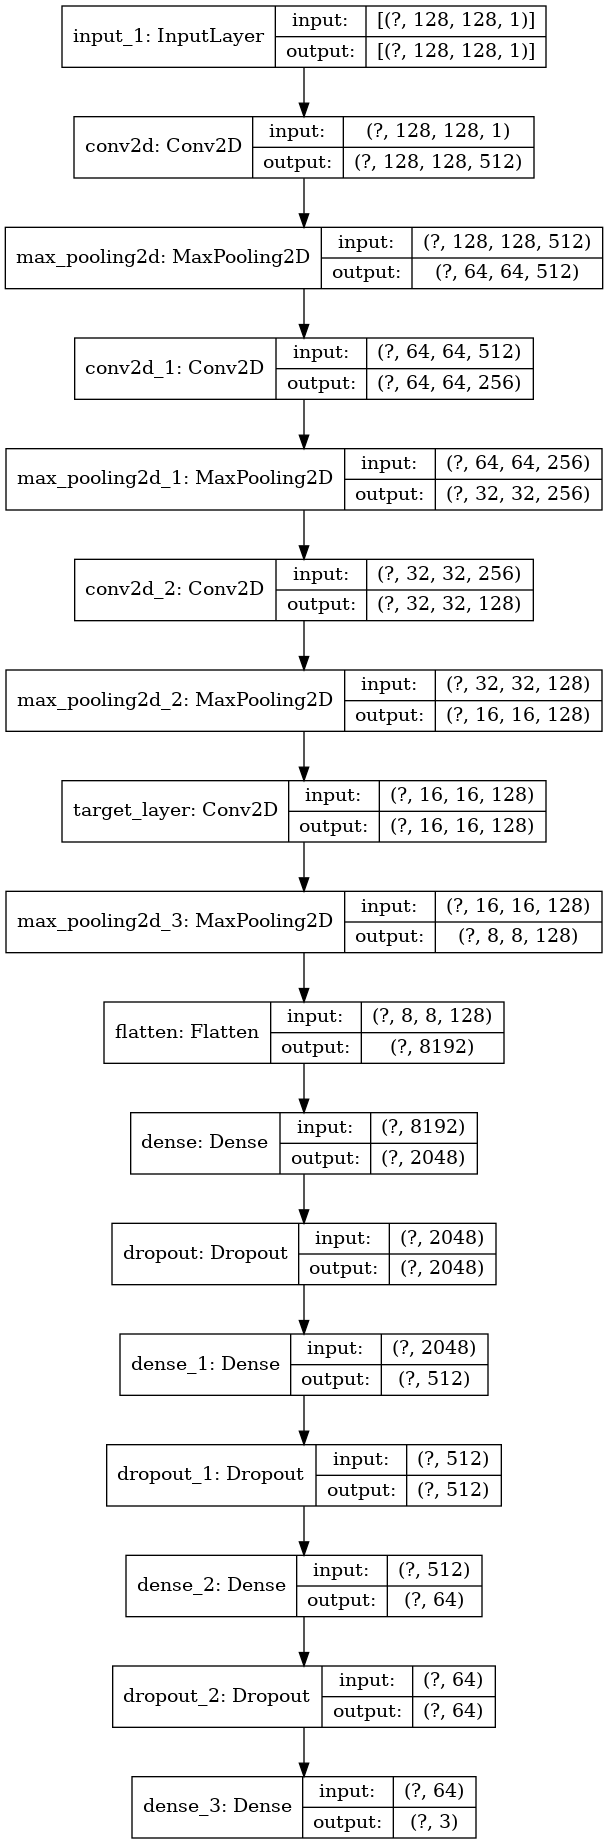 input_1: InputLayer
input: [(?, 128, 128, 1)]
output: [(?, 128, 128, 1)]
conv2d: Conv2D
input: (?, 128, 128, 1)
output: (?, 128, 128, 512)
max_pooling2d: MaxPooling2D
input: (?, 128, 128, 512)
output: (?, 64, 64, 512)
conv2d_1: Conv2D
input: (?, 64, 64, 512)
output: (?, 64, 64, 256)
max_pooling2d_1: MaxPooling2D
input: (?, 64, 64, 256)
output: (?, 32, 32, 256)
conv2d_2: Conv2D
input: (?, 32, 32, 256)
output: (?, 32, 32, 128)
max_pooling2d_2: MaxPooling2D
input: (?, 32, 32, 128)
output: (?, 16, 16, 128)
target_layer: Conv2D
input: (?, 16, 16, 128)
output: (?, 16, 16, 128)
max_pooling2d_3: MaxPooling2D
input: (?, 16, 16, 128)
output: (?, 8, 8, 128)
flatten: Flatten
input: (?, 8, 8, 128)
output: (?, 8192)
dense: Dense
input: (?, 8192)
output: (?, 2048)
dropout: Dropout
input: (?, 2048)
output: (?, 2048)
dense_1: Dense
input: (?, 2048)
output: (?, 512)
dropout_1: Dropout
input: (?, 512)
output: (?, 512)
dense_2: Dense
input: (?, 512)
output: (?, 64)
dropout_2: Dropout
input: (?, 64)
output: (?, 64)
dense_3: Dense
input: (?, 64)
output: (?, 3)